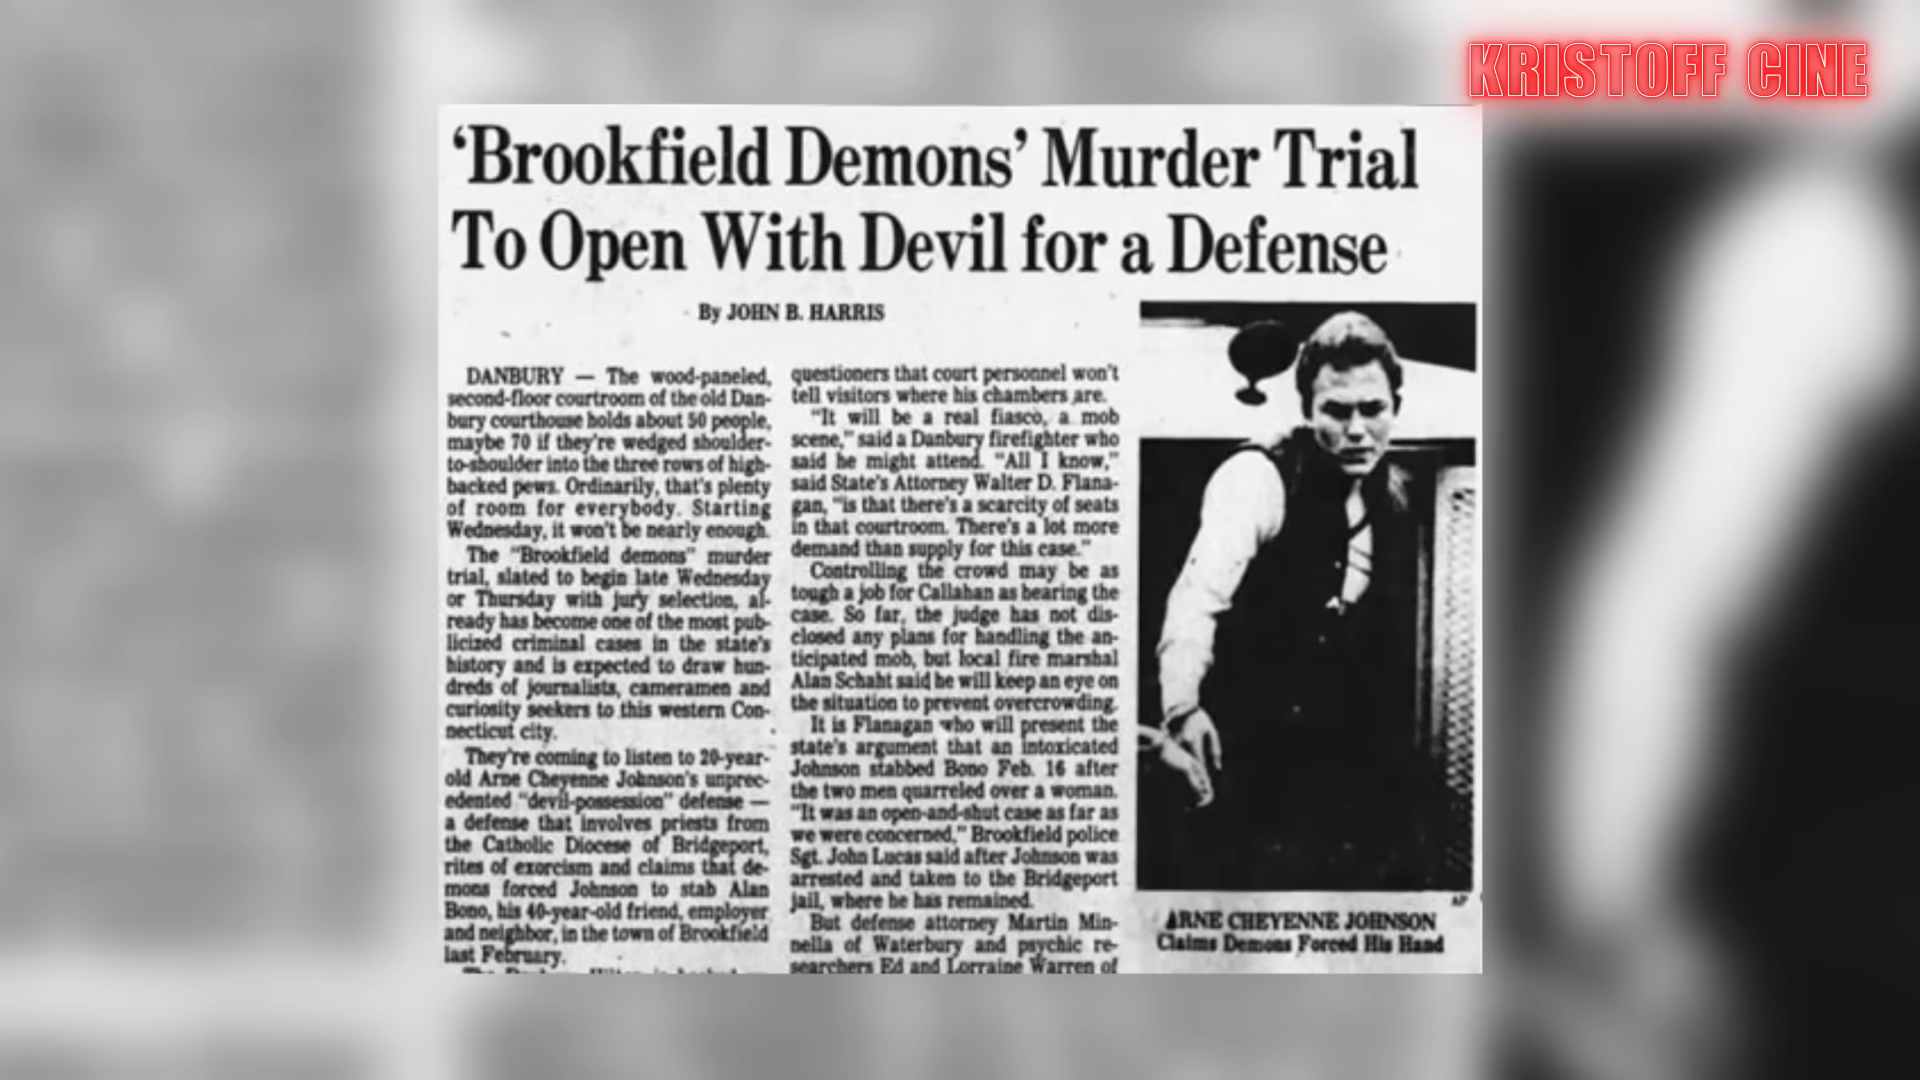 KRISTOFF CINE
‘Brookfield Demons’ Murder Trial
To Open With Devil for a Defense
By JOHN B. HARRIS
DANBURY — The wood-paneled,
second-floor courtroom of the old Dan-
bury courthouse holds about 50 people,
maybe 70 if they're wedged shoulder-
to-shoulder into the three rows of high-
backed pews. Ordinarily, that's plenty
of room for everybody. Starting
Wednesday, it won't be nearly enough.
The "Brookfield demons" murder
trial, slated to begin late Wednesday
or Thursday with jury selection, al-
ready has become one of the most pub-
licized criminal cases in the state's
history and is expected to draw hun-
dreds of journalists, cameramen and
curiosity seekers to this western Con-
necticut city.
They're coming to listen to 20-year-
old Arne Cheyenne Johnson's unprec-
edented "devil-possession" defense —
a defense that involves priests from
the Catholic Diocese of Bridgeport,
rites of exorcism and claims that de-
mons forced Johnson to stab Alan
Bono, his 40-year-old friend, employer
and neighbor, in the town of Brookfield
last February.
questioners that court personnel won't
tell visitors where his chambers are.
"It will be a real fiasco, a mob
scene," said a Danbury firefighter who
said he might attend. "All I know,"
said State's Attorney Walter D. Flana-
gan, "is that there's a scarcity of seats
in that courtroom. There's a lot more
demand than supply for this case."
Controlling the crowd may be as
tough a job for Callahan as hearing the
case. So far, the judge has not dis-
closed any plans for handling the an-
ticipated mob, but local fire marshal
Alan Schaht said he will keep an eye on
the situation to prevent overcrowding.
It is Flanagan who will present the
state's argument that an intoxicated
Johnson stabbed Bono Feb. 16 after
the two men quarreled over a woman.
"It was an open-and-shut case as far as
we were concerned," Brookfield police
Sgt. John Lucas said after Johnson was
arrested and taken to the Bridgeport
jail, where he has remained.
But defense attorney Martin Min-
nella of Waterbury and psychic re-
searchers Ed and Lorraine Warren of
AP
ARNE CHEYENNE JOHNSON
Claims Demons Forced His Hand